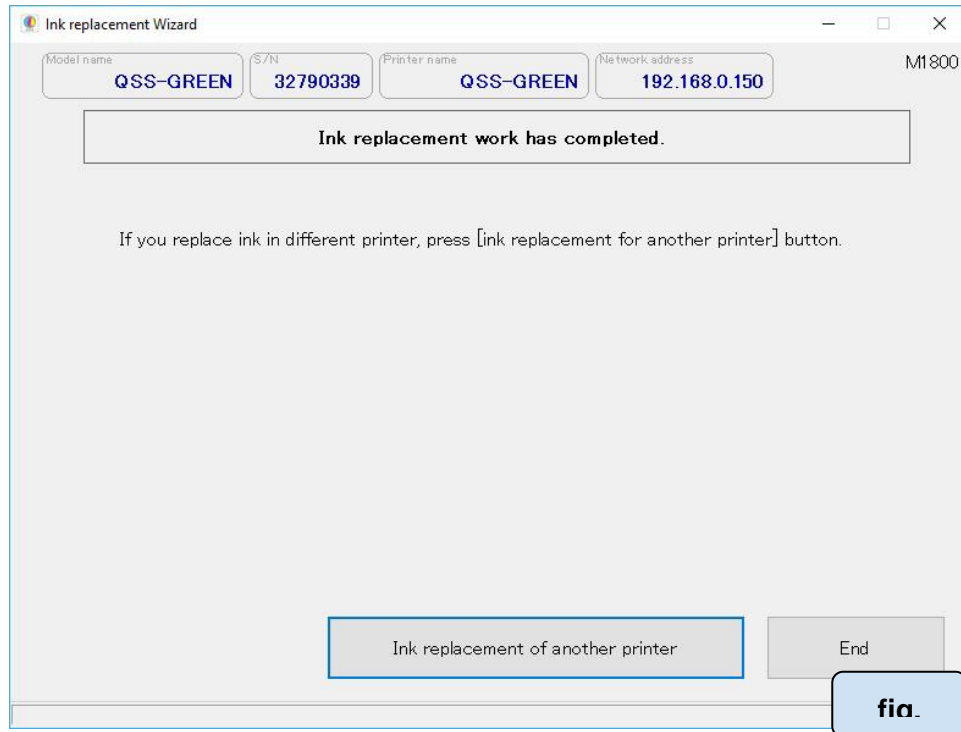 Ink replacement Wizard
Model name
QSS-GREEN
S/N
32790339
Printer name
QSS-GREEN
Network address
192.168.0.150
M1800
Ink replacement work has completed.
If you replace ink in different printer, press [ink replacement for another printer] button.
Ink replacement of another printer
End
fig.